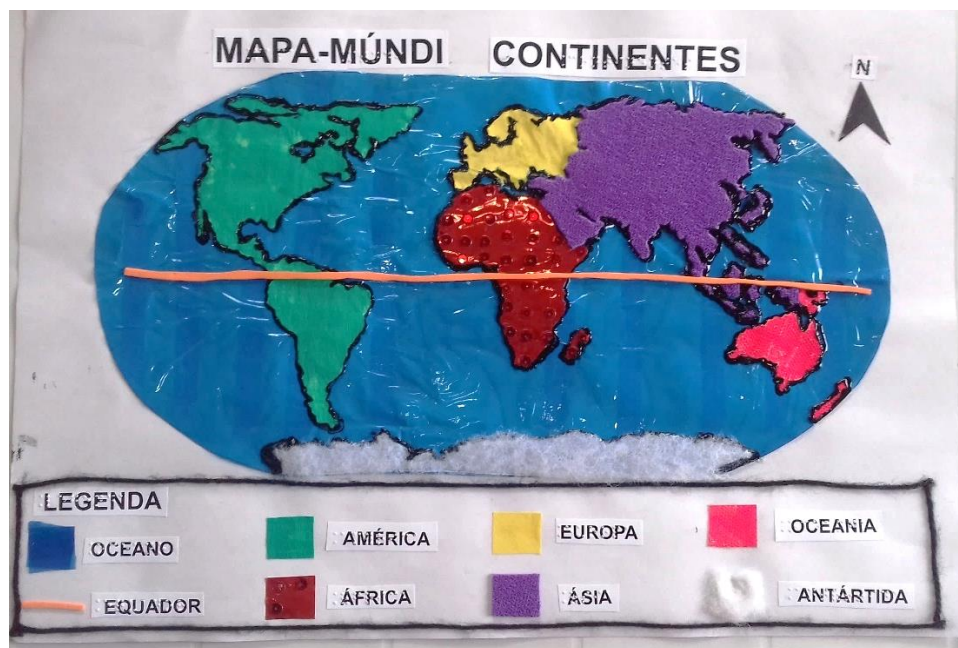 MAPA-MÚNDI CONTINENTES
N
LEGENDA
OCEANO
AMÉRICA
EUROPA
OCEANIA
EQUADOR
ÁFRICA
ÁSIA
ANTÁRTIDA